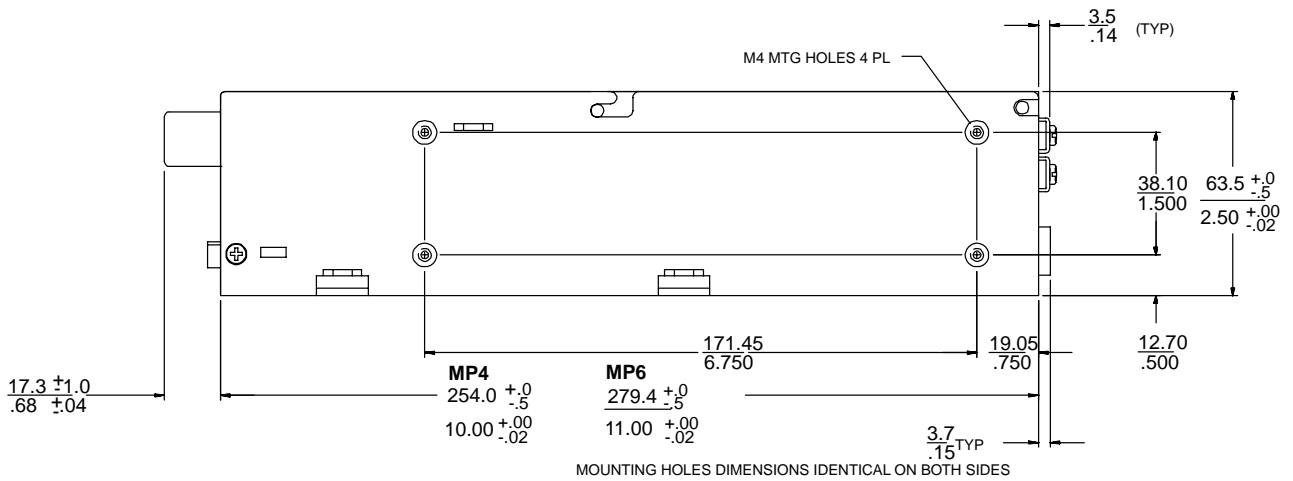 3.5
.14 (TYP)
M4 MTG HOLES 4 PL
38.10
1.500
63.5 +.0 -.5
2.50 +.00 -.02
171.45
6.750
19.05
.750
12.70
.500
17.3 ±1.0
.68 ±.04
MP4
254.0 +.0 -.5
10.00 +.00 -.02
MP6
279.4 +.0 -.5
11.00 +.00 -.02
3.7
.15 TYP
MOUNTING HOLES DIMENSIONS IDENTICAL ON BOTH SIDES